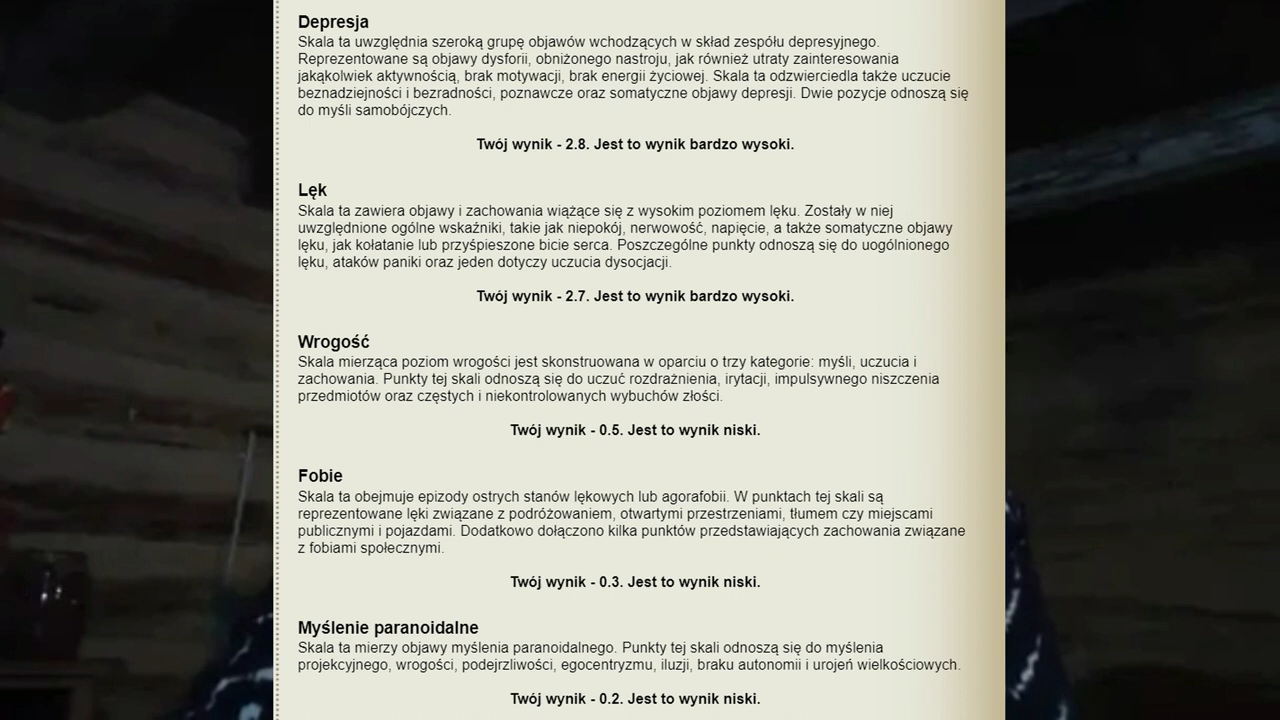 Depresja
Skala ta uwzględnia szeroką grupę objawów wchodzących w skład zespółu depresyjnego.
Reprezentowane są objawy dysforii, obniżonego nastroju, jak również utraty zainteresowania
jakąkolwiek aktywnością, brak motywacji, brak energii życiowej. Skala ta odzwierciedla także uczucie
beznadziejności i bezradności, poznawcze oraz somatyczne objawy depresji. Dwie pozycje odnoszą się
do myśli samobójczych.
Twój wynik - 2.8. Jest to wynik bardzo wysoki.
Lęk
Skala ta zawiera objawy i zachowania wiążące się z wysokim poziomem lęku. Zostały w niej
uwzględnione ogólne wskaźniki, takie jak niepokój, nerwowość, napięcie, a także somatyczne objawy
lęku, jak kołatanie lub przyśpieszone bicie serca. Poszczególne punkty odnoszą się do uogólnionego
lęku, ataków paniki oraz jeden dotyczy uczucia dysocjacji.
Twój wynik - 2.7. Jest to wynik bardzo wysoki.
Wrogość
Skala mierząca poziom wrogości jest skonstruowana w oparciu o trzy kategorie: myśli, uczucia i
zachowania. Punkty tej skali odnoszą się do uczuć rozdrażnienia, irytacji, impulsywnego niszczenia
przedmiotów oraz częstych i niekontrolowanych wybuchów złości.
Twój wynik - 0.5. Jest to wynik niski.
Fobie
Skala ta obejmuje epizody ostrych stanów lękowych lub agorafobii. W punktach tej skali są
reprezentowane lęki związane z podróżowaniem, otwartymi przestrzeniami, tłumem czy miejscami
publicznymi i pojazdami. Dodatkowo dołączono kilka punktów przedstawiających zachowania związane
z fobiami społecznymi.
Twój wynik - 0.3. Jest to wynik niski.
Myślenie paranoidalne
Skala ta mierzy objawy myślenia paranoidalnego. Punkty tej skali odnoszą się do myślenia
projekcyjnego, wrogości, podejrzliwości, egocentryzmu, iluzji, braku autonomii i urojeń wielkościowych.
Twój wynik - 0.2. Jest to wynik niski.